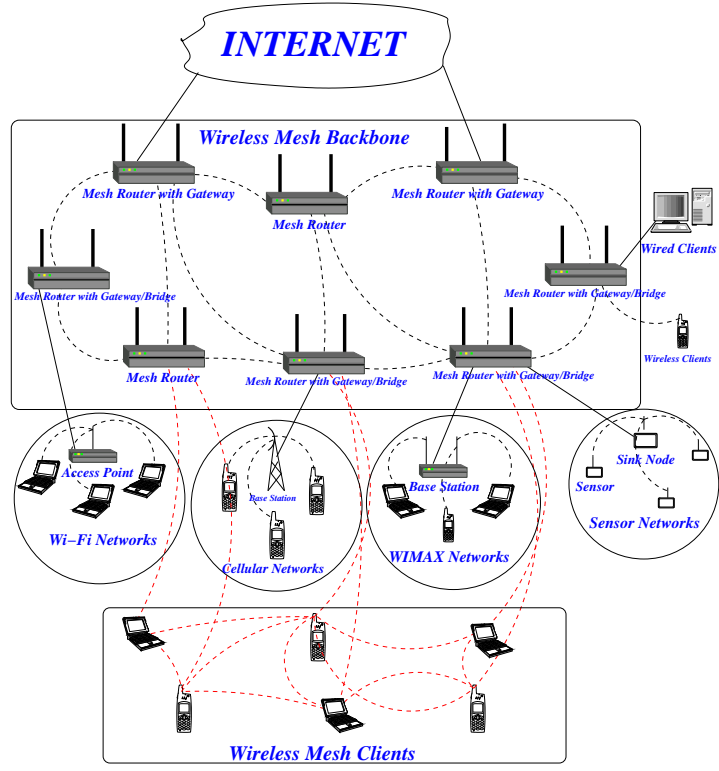 INTERNET
Wireless Mesh Backbone
Mesh Router with Gateway
Mesh Router with Gateway
Mesh Router
Wired Clients
Mesh Router with Gateway/Bridge
Mesh Router with Gateway/Bridge
Wireless Clients
Mesh Router
Mesh Router with Gateway/Bridge
Mesh Router with Gateway/Bridge
Access Point
Wi-Fi Networks
Base Station
Cellular Networks
Base Station
WIMAX Networks
Sink Node
Sensor
Sensor Networks
Wireless Mesh Clients